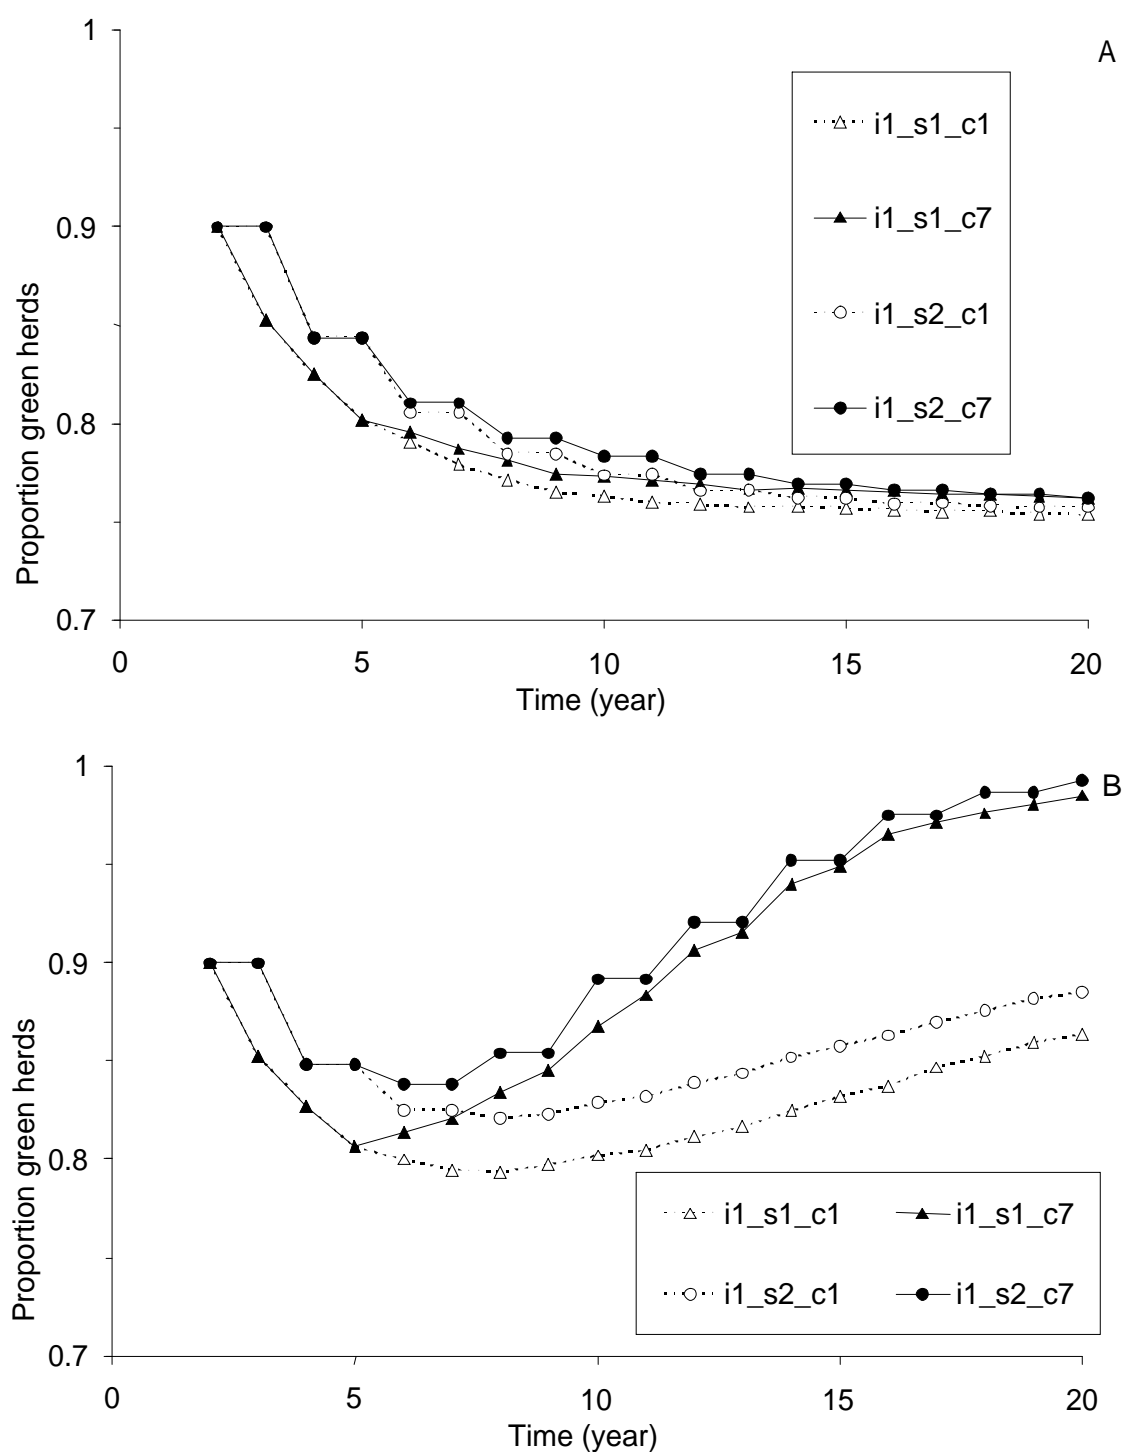 A
1
0.9
0.8
0.7
Proportion green herds
i1_s1_c1
i1_s1_c7
i1_s2_c1
i1_s2_c7
0 5 10 15 20
Time (year)
B
1
0.9
0.8
0.7
Proportion green herds
i1_s1_c1 i1_s1_c7
i1_s2_c1 i1_s2_c7
0 5 10 15 20
Time (year)